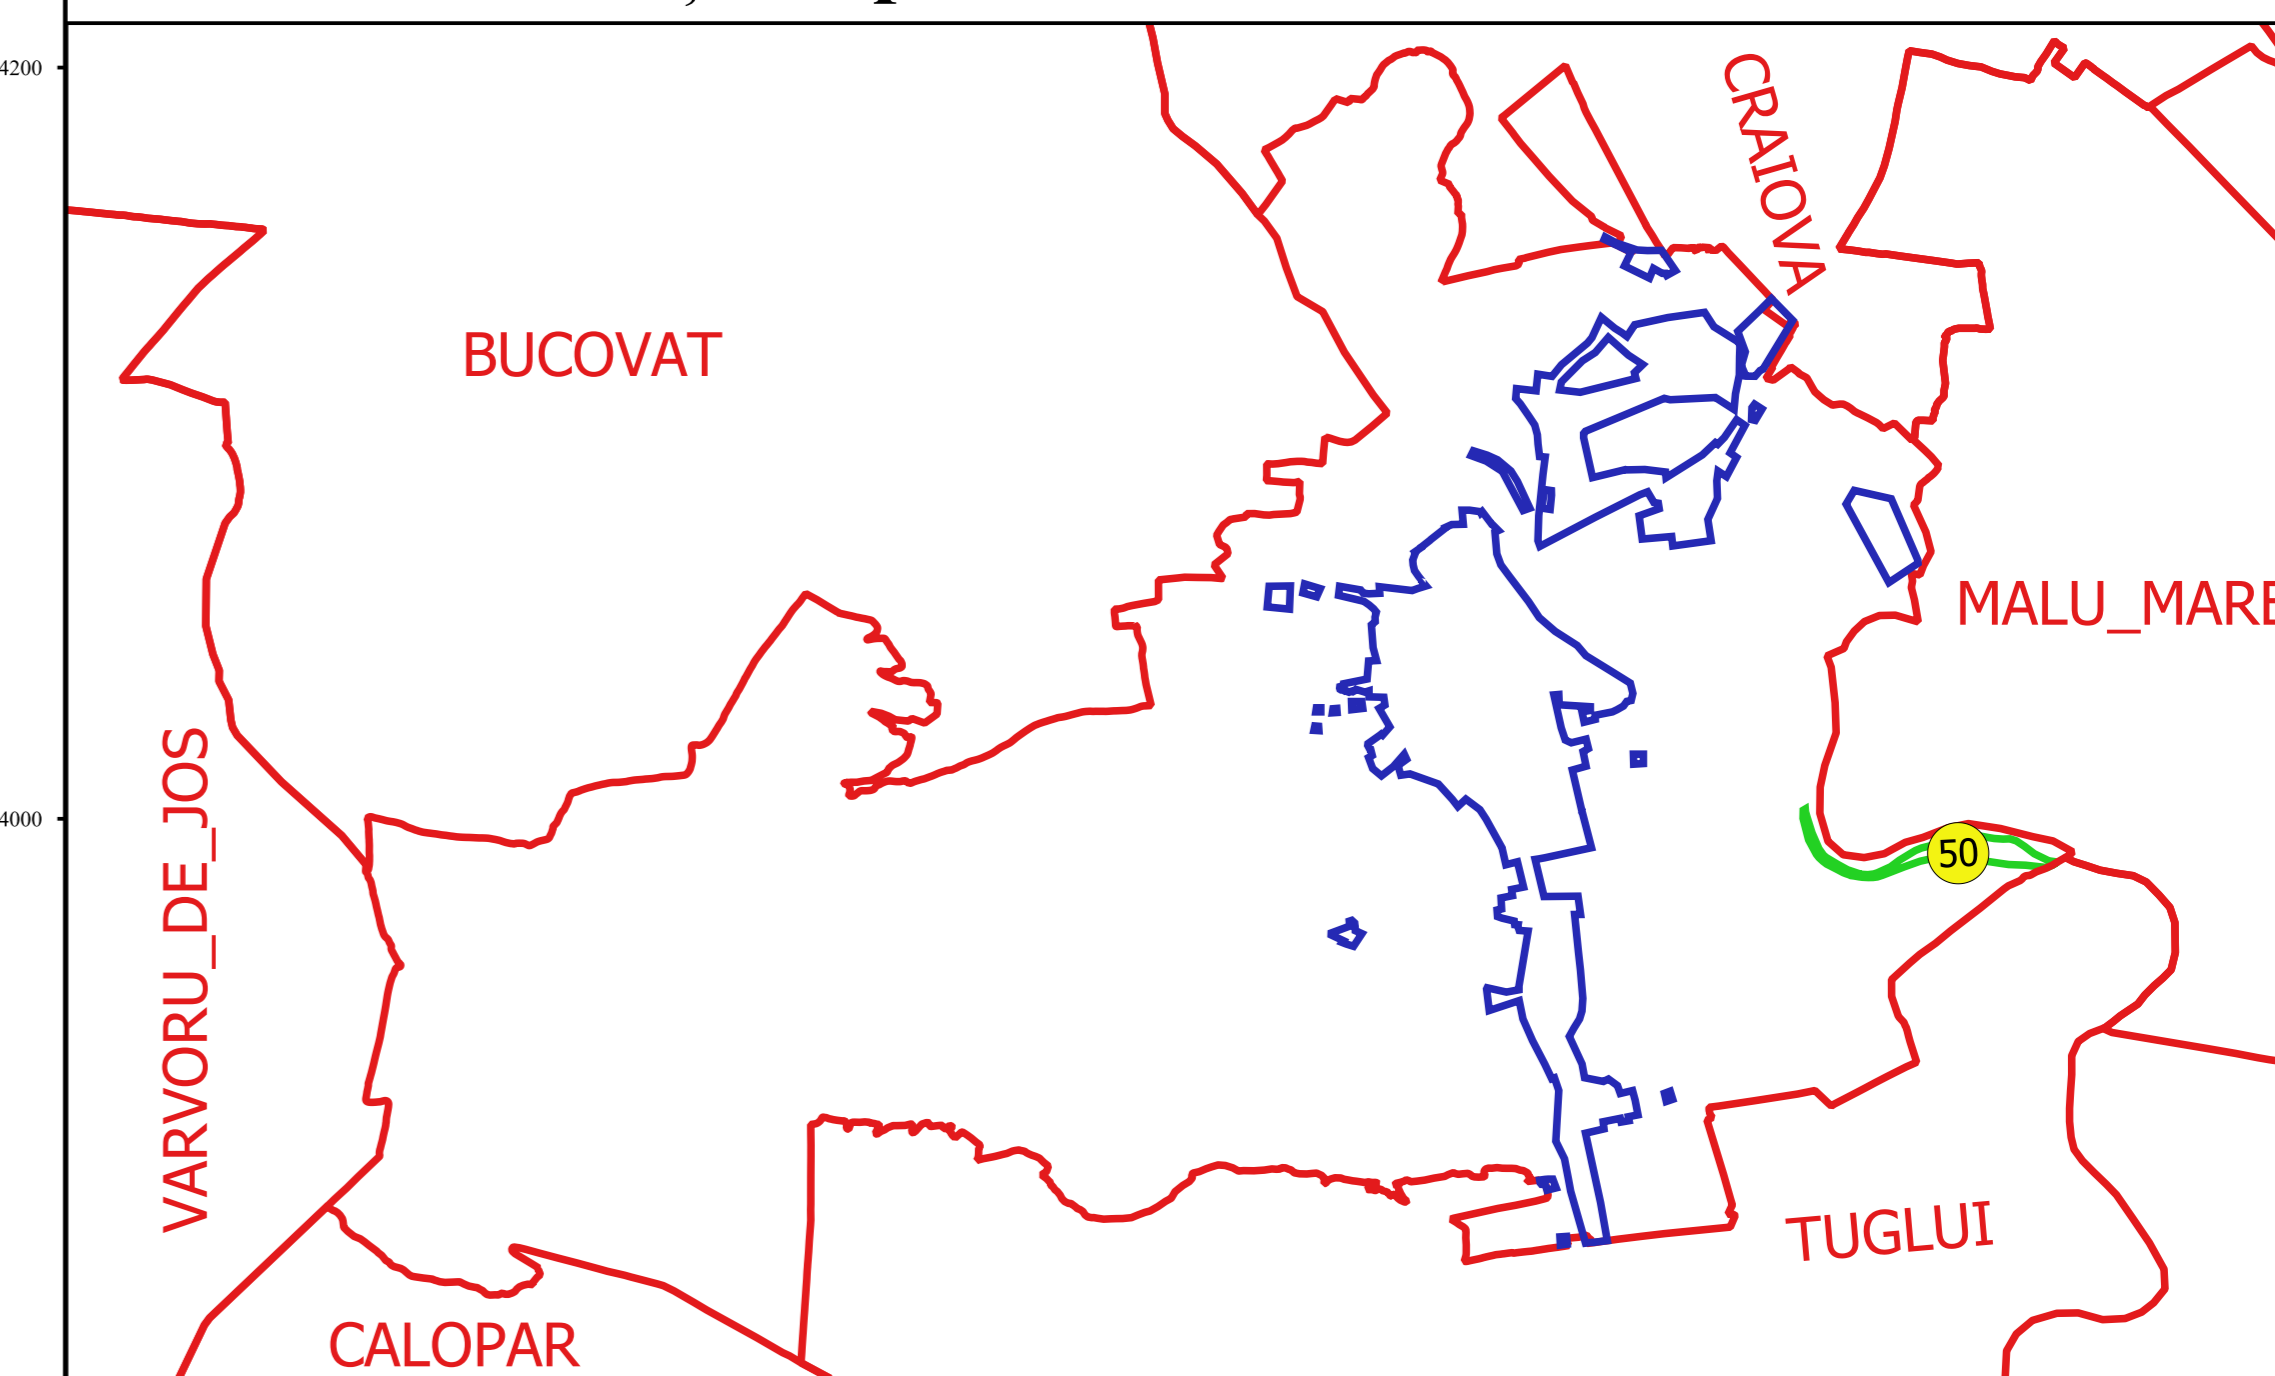 4200
CRAIOVA
BUCOVAT
MALU_MARE
VARVORU_DE_JOS
4000
50
TUGLUI
CALOPAR